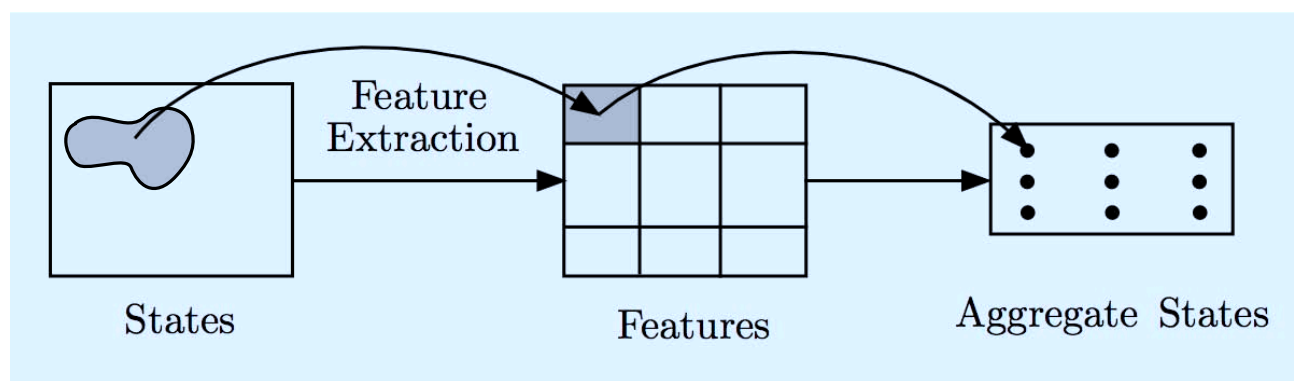 Feature
Extraction
States
Features
Aggregate States